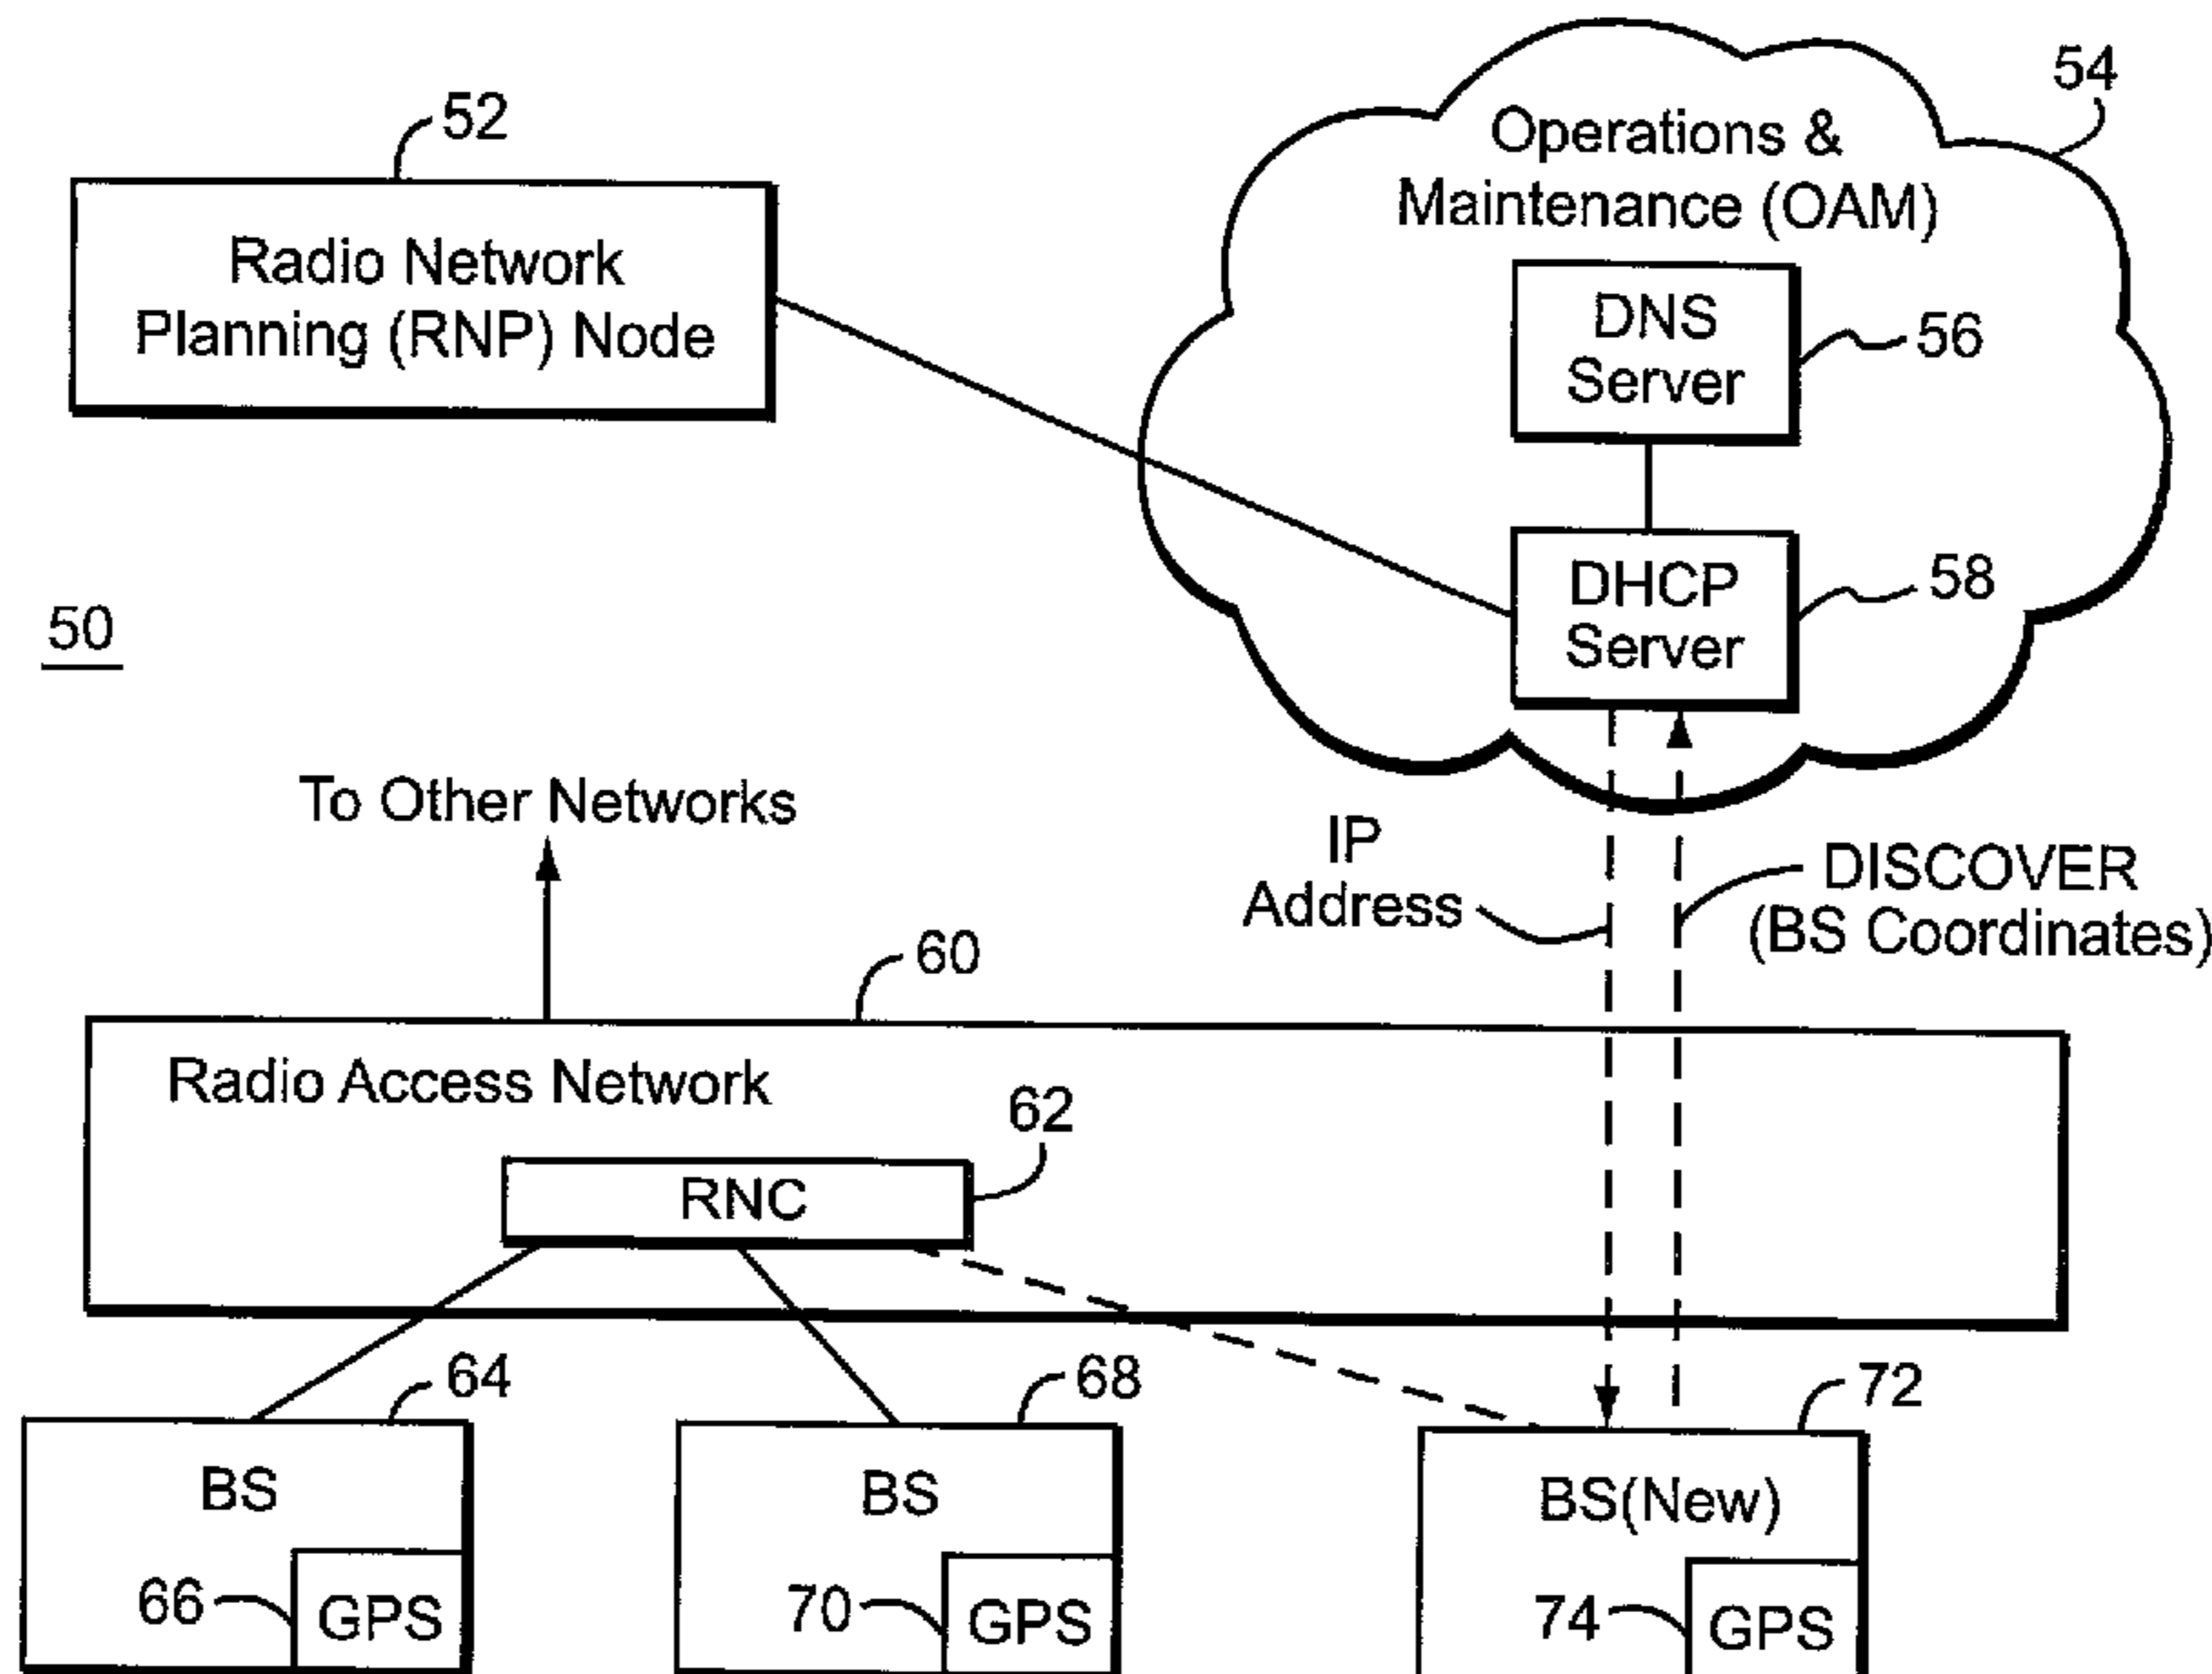 52
Radio Network
Planning (RNP) Node
54
Operations &
Maintenance (OAM)
DNS
Server
56
DHCP
Server
58
50
To Other Networks
IP
Address
DISCOVER
(BS Coordinates)
60
Radio Access Network
62
RNC
64
BS
66
GPS
68
BS
70
GPS
72
BS(New)
74
GPS